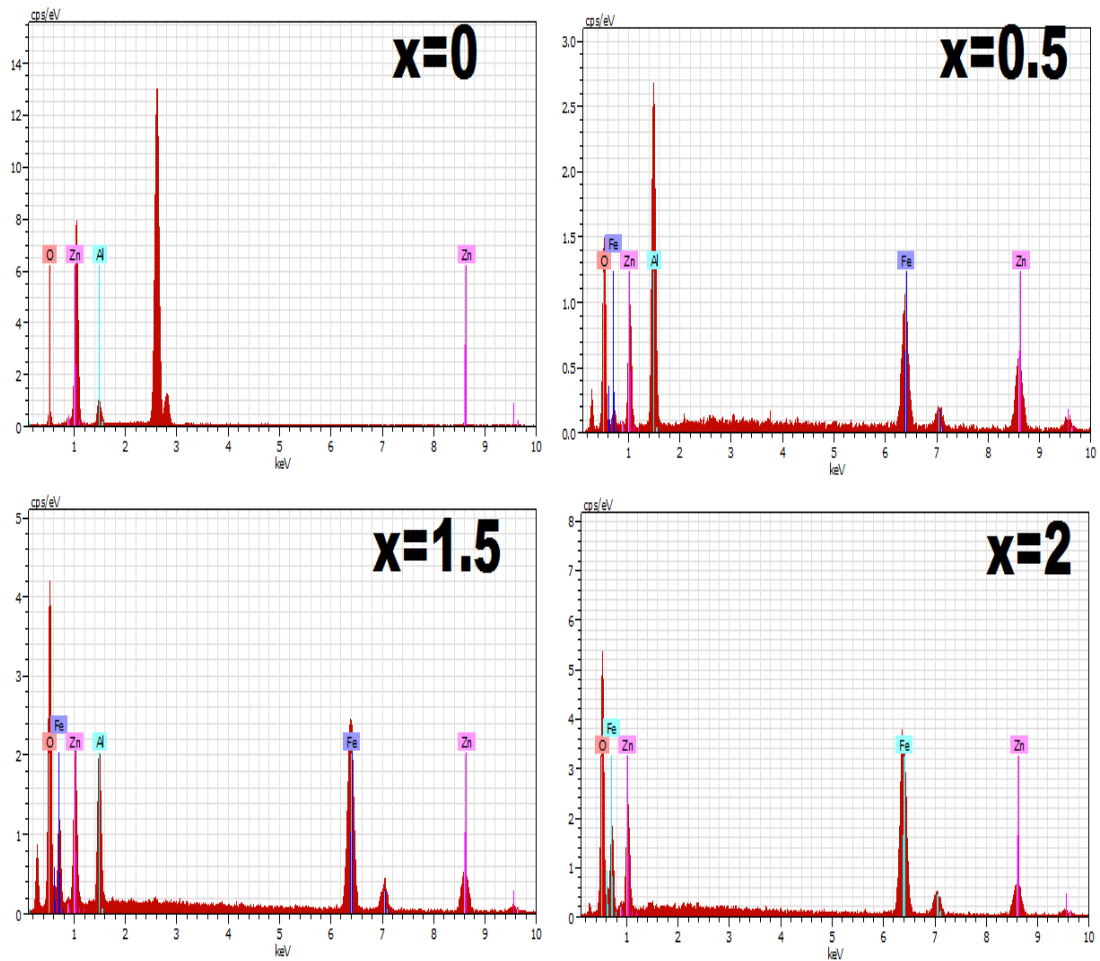 cps/eV
x=0
14
12
10
8
6
4
2
0
O Zn Al Zn
1 2 3 4 5 6 7 8 9 10
keV
cps/eV
x=0.5
3.0
2.5
2.0
1.5
1.0
0.5
0.0
Fe
O Zn Al Fe Zn
1 2 3 4 5 6 7 8 9 10
keV
cps/eV
x=1.5
5
4
3
2
1
0
Fe
O Zn Al Fe Zn
1 2 3 4 5 6 7 8 9 10
keV
cps/eV
x=2
8
7
6
5
4
3
2
1
0
Fe
O Zn Fe Zn
1 2 3 4 5 6 7 8 9 10
keV